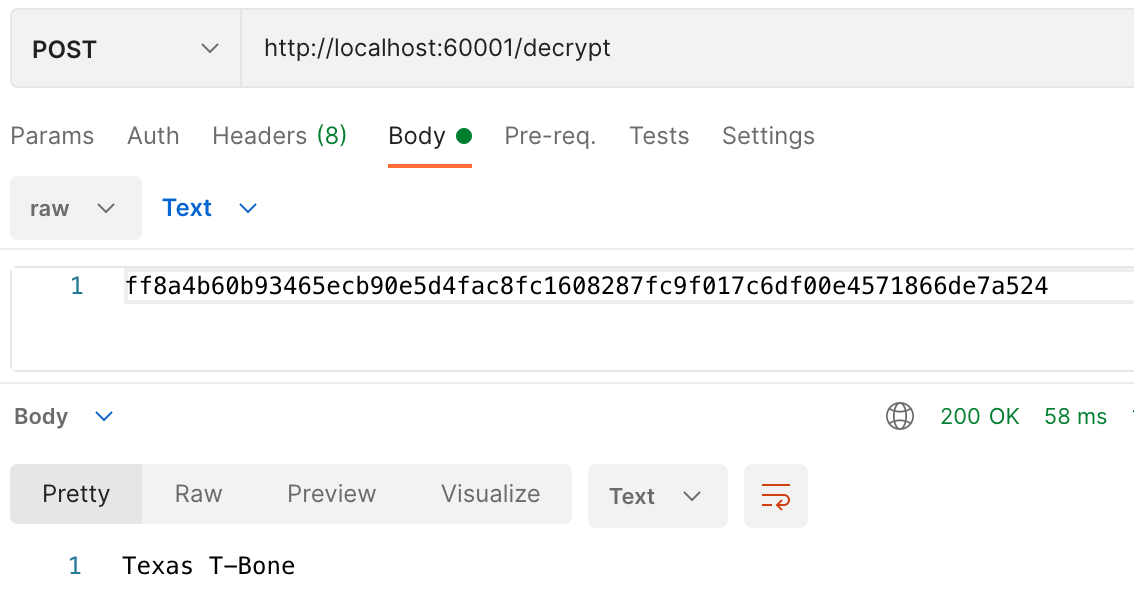 POST http://localhost:60001/decrypt
Params Auth Headers (8) Body Pre-req. Tests Settings
raw Text
1 ff8a4b60b93465ecb90e5d4fac8fc1608287fc9f017c6df00e4571866de7a524
Body 200 OK 58 ms
Pretty Raw Preview Visualize Text
1 Texas T-Bone